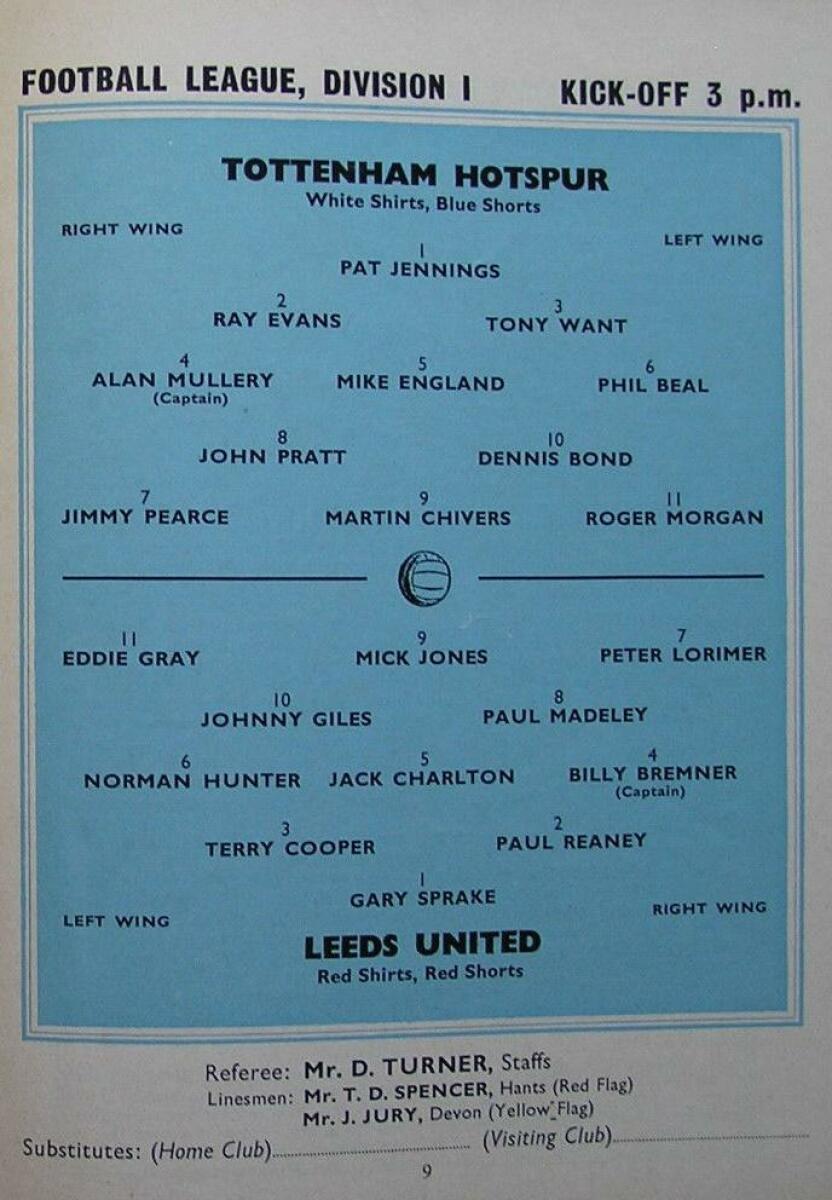 FOOTBALL LEAGUE, DIVISION I KICK-OFF 3 p.m.
TOTTENHAM HOTSPUR
White Shirts, Blue Shorts
RIGHT WING LEFT WING
1
PAT JENNINGS
2 3
RAY EVANS TONY WANT
4 5 6
ALAN MULLERY MIKE ENGLAND PHIL BEAL
(Captain)
8 10
JOHN PRATT DENNIS BOND
7 9 11
JIMMY PEARCE MARTIN CHIVERS ROGER MORGAN
11 9 7
EDDIE GRAY MICK JONES PETER LORIMER
10 8
JOHNNY GILES PAUL MADELEY
6 5 4
NORMAN HUNTER JACK CHARLTON BILLY BREMNER
(Captain)
3 2
TERRY COOPER PAUL REANEY
1
GARY SPRAKE
LEFT WING RIGHT WING
LEEDS UNITED
Red Shirts, Red Shorts
Referee: Mr. D. TURNER, Staffs
Linesmen: Mr. T. D. SPENCER, Hants (Red Flag)
Mr. J. JURY, Devon (Yellow Flag)
Substitutes: (Home Club)............ (Visiting Club)............
9